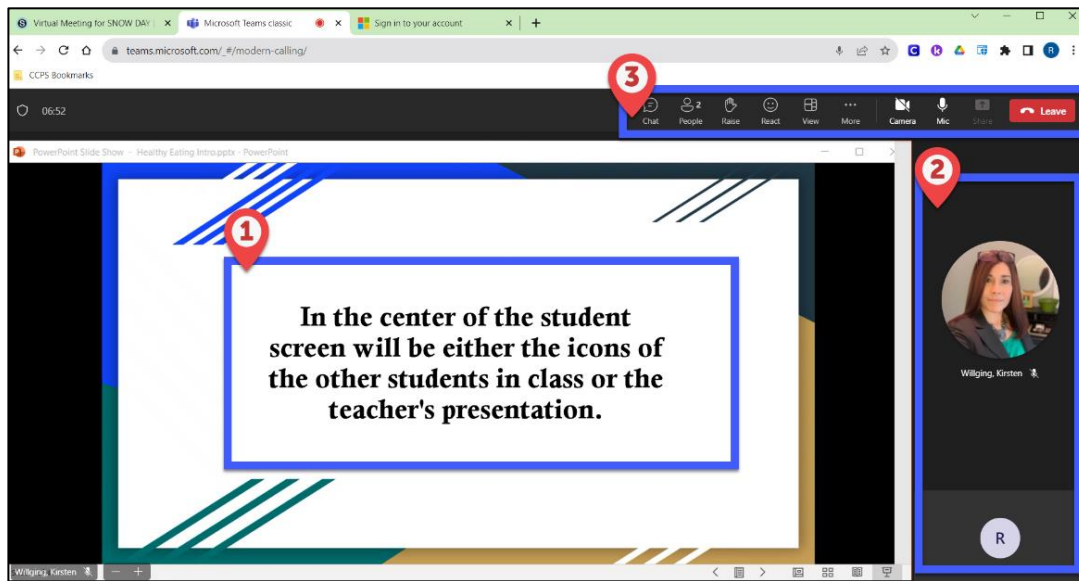 Virtual Meeting for SNOW DAY
Microsoft Teams classic
Sign in to your account
teams.microsoft.com/_#/modern-calling/
R
CCPS Bookmarks
3
06:52
Chat
2
People
Raise
React
View
More
Camera
Mic
Share
Leave
PowerPoint Slide Show - Healthy Eating Intro.pptx - PowerPoint
2
1
In the center of the student
screen will be either the icons of
the other students in class or the
teacher's presentation.
Willging, Kirsten
R
Willging, Kirsten